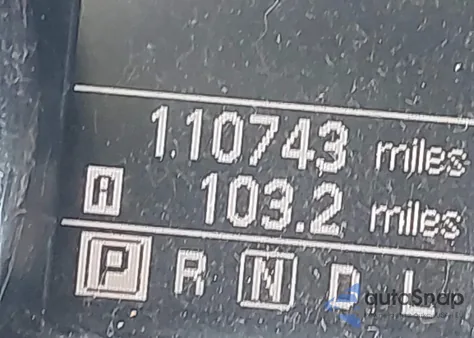 110743 miles
A 103.2 miles
P R N D L
autoSnap